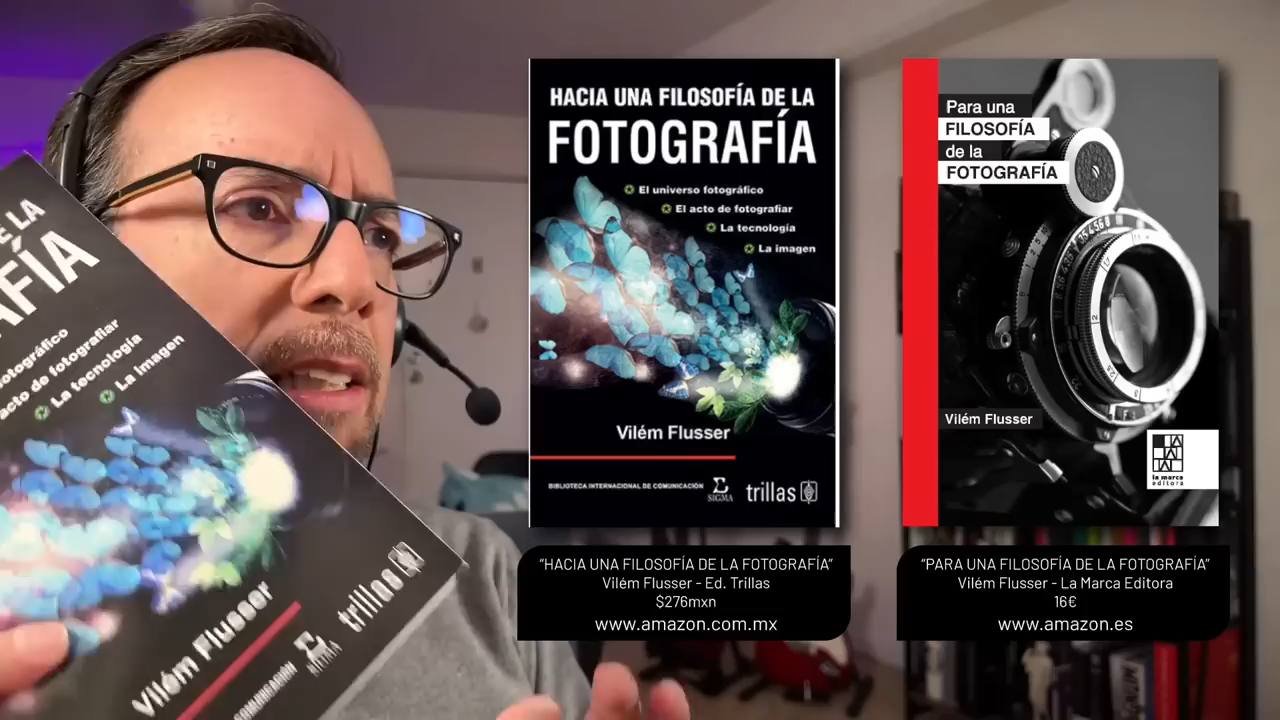 E LA
AFÍA
otográfico
acto de fotografiar
La tecnología
La imagen
Vilém Flusser
COMUNICACIÓN
SIGMA
trillas
HACIA UNA FILOSOFÍA DE LA
FOTOGRAFÍA
El universo fotográfico
El acto de fotografiar
La tecnología
La imagen
Vilém Flusser
BIBLIOTECA INTERNACIONAL DE COMUNICACIÓN
SIGMA
trillas
"HACIA UNA FILOSOFÍA DE LA FOTOGRAFÍA"
Vilém Flusser - Ed. Trillas
$276mxn
www.amazon.com.mx
Para una
FILOSOFÍA
de la
FOTOGRAFÍA
Vilém Flusser
la marca
editora
"PARA UNA FILOSOFÍA DE LA FOTOGRAFÍA"
Vilém Flusser - La Marca Editora
16€
www.amazon.es